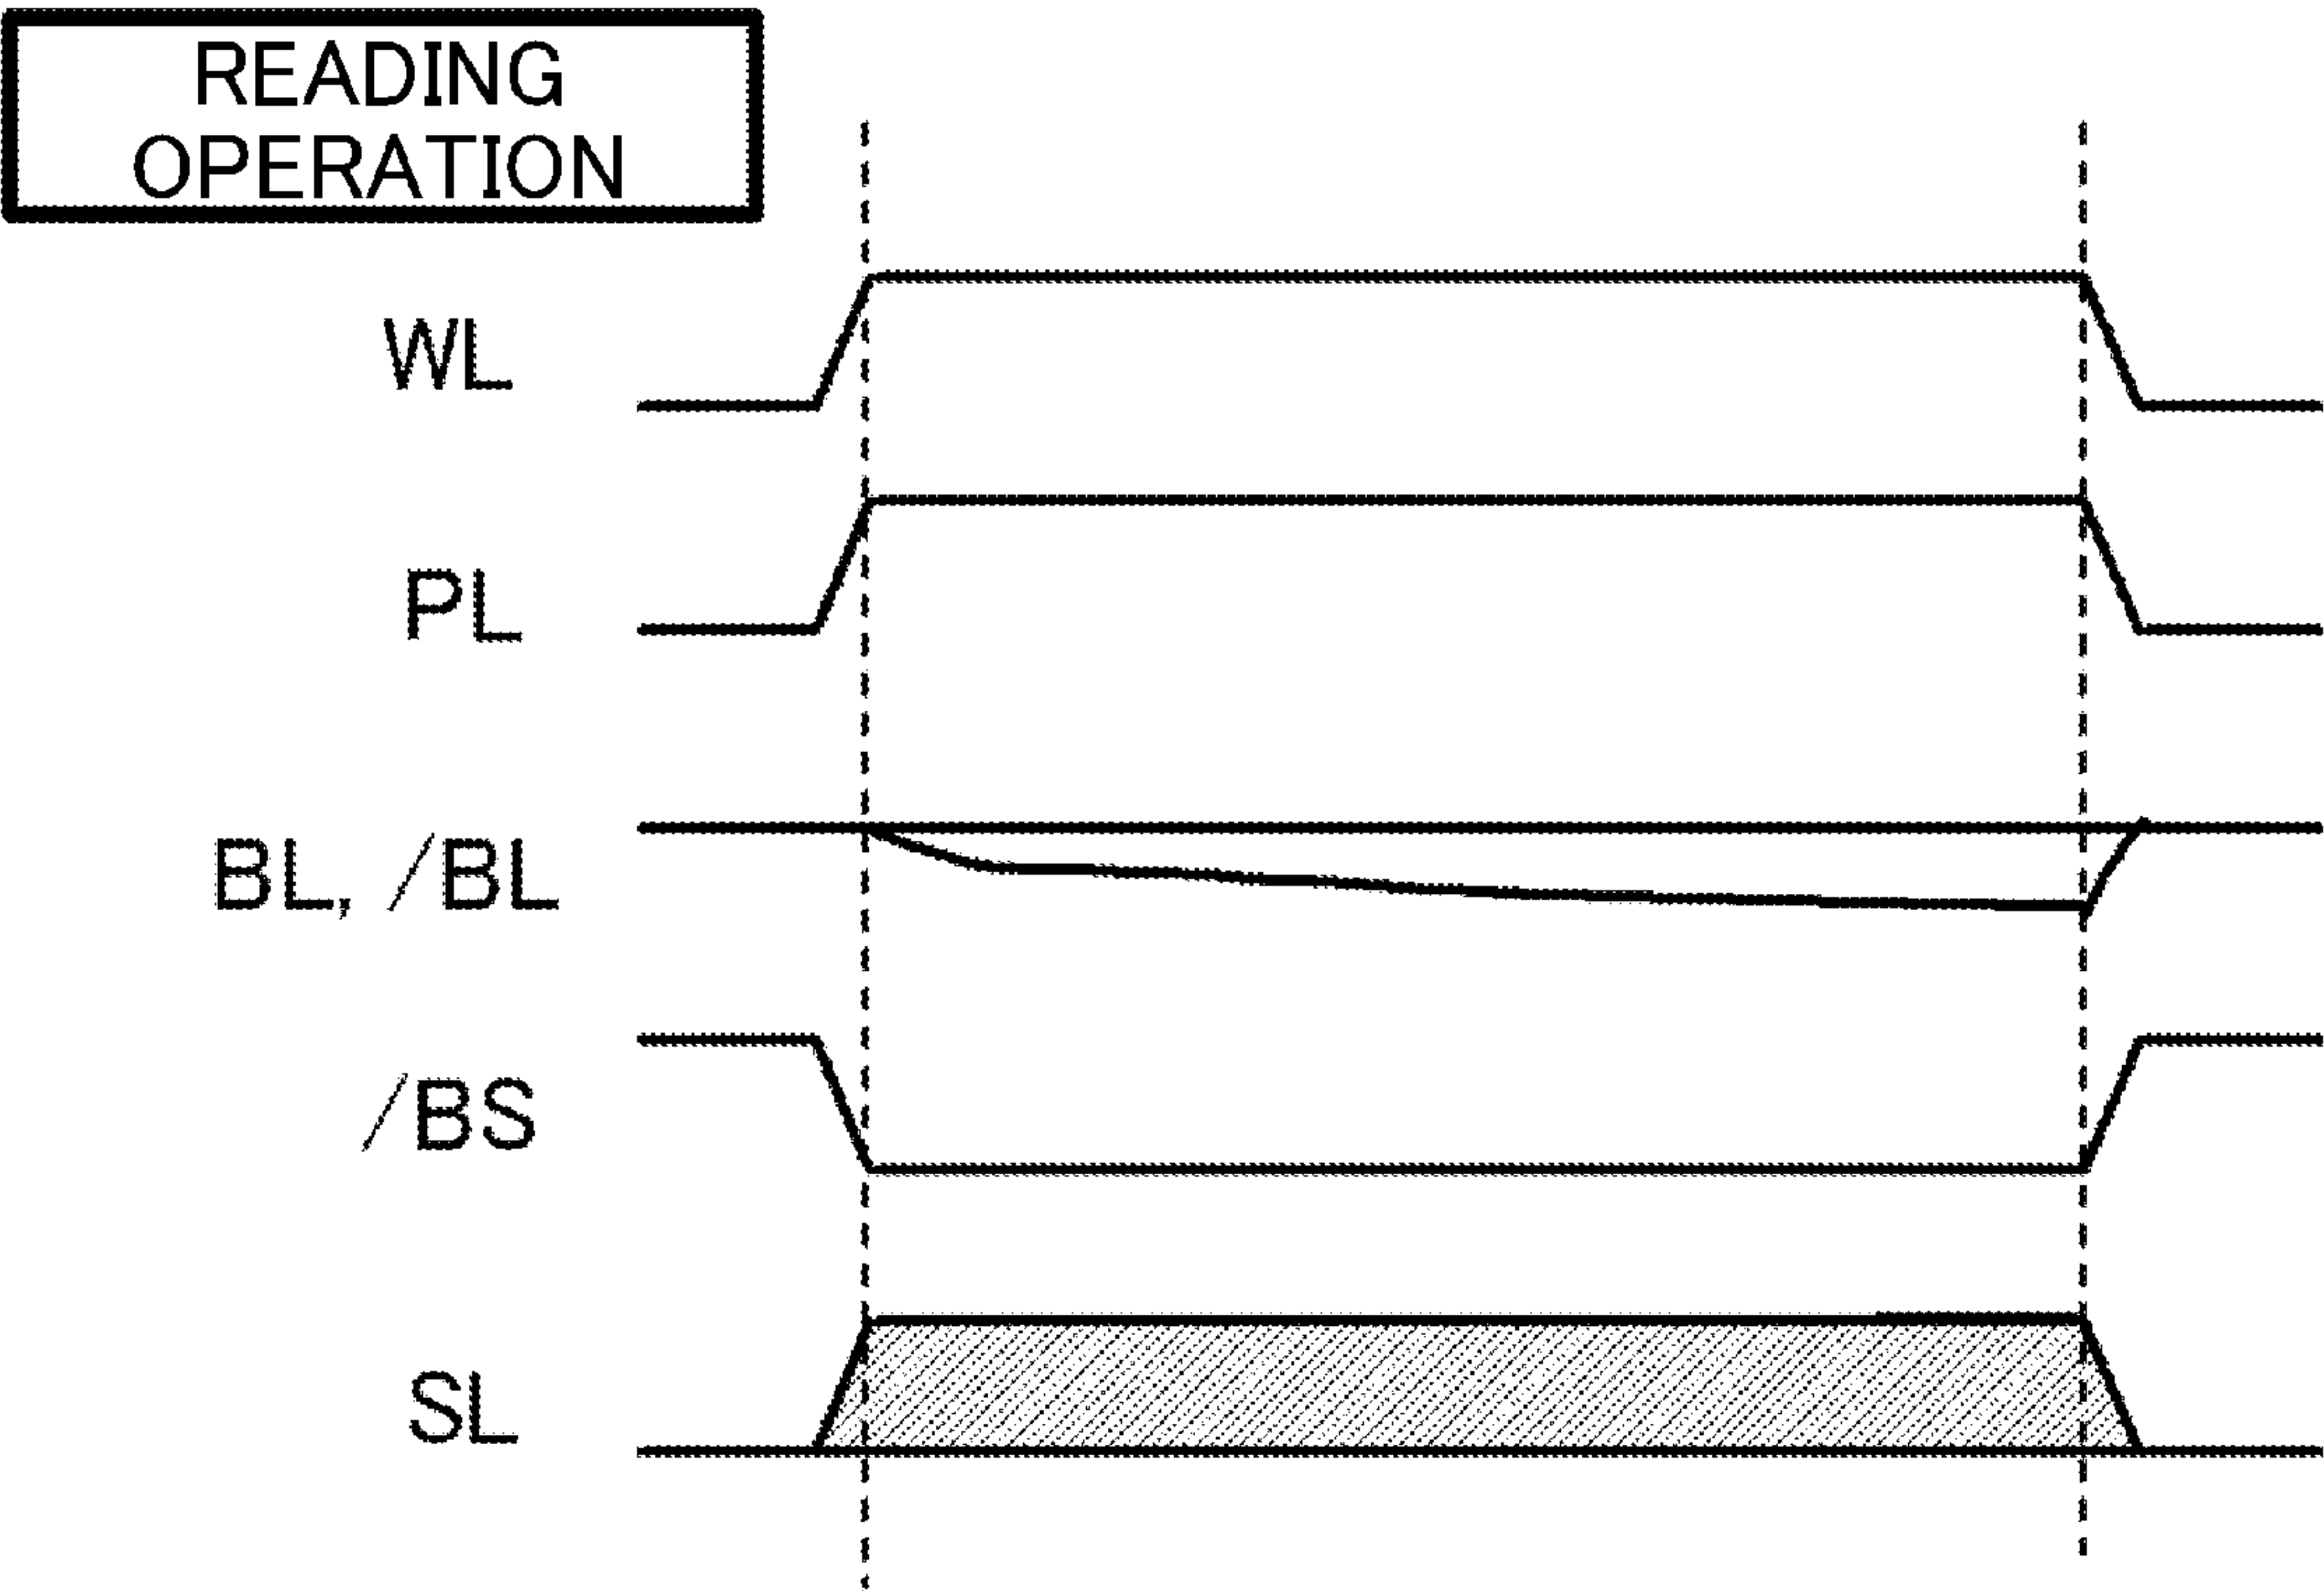 READING
OPERATION
WL
PL
BL, /BL
/BS
SL